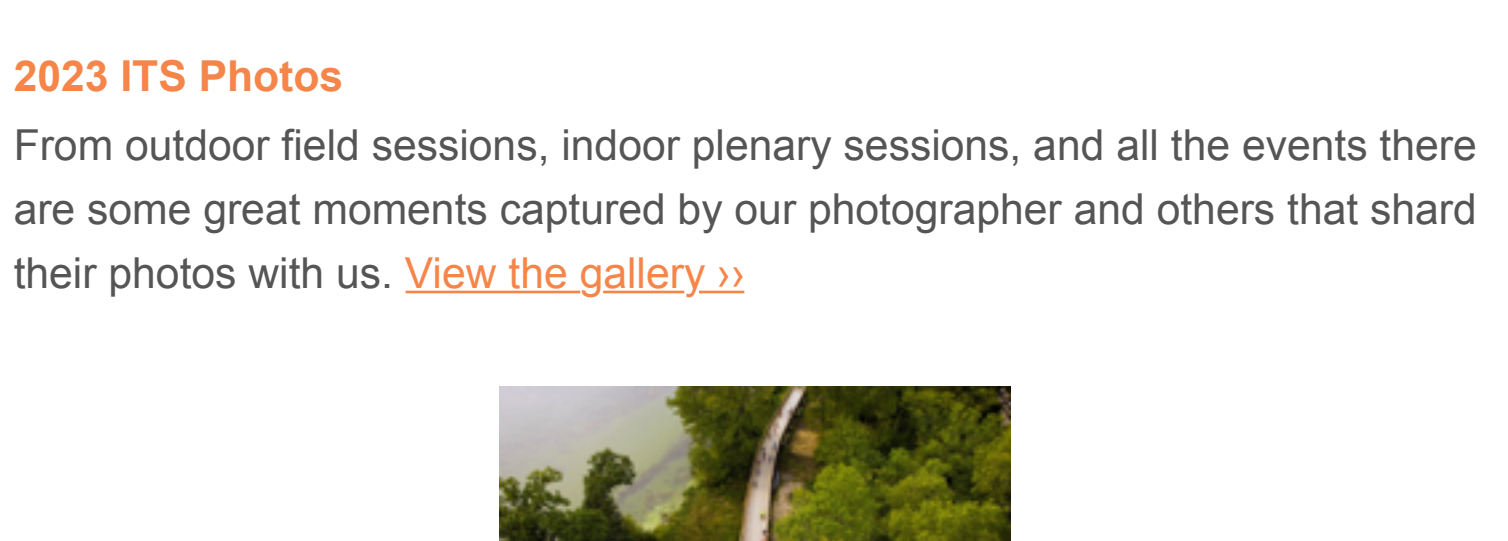 2023 ITS Photos
From outdoor field sessions, indoor plenary sessions, and all the events there
are some great moments captured by our photographer and others that shard
their photos with us. View the gallery ››